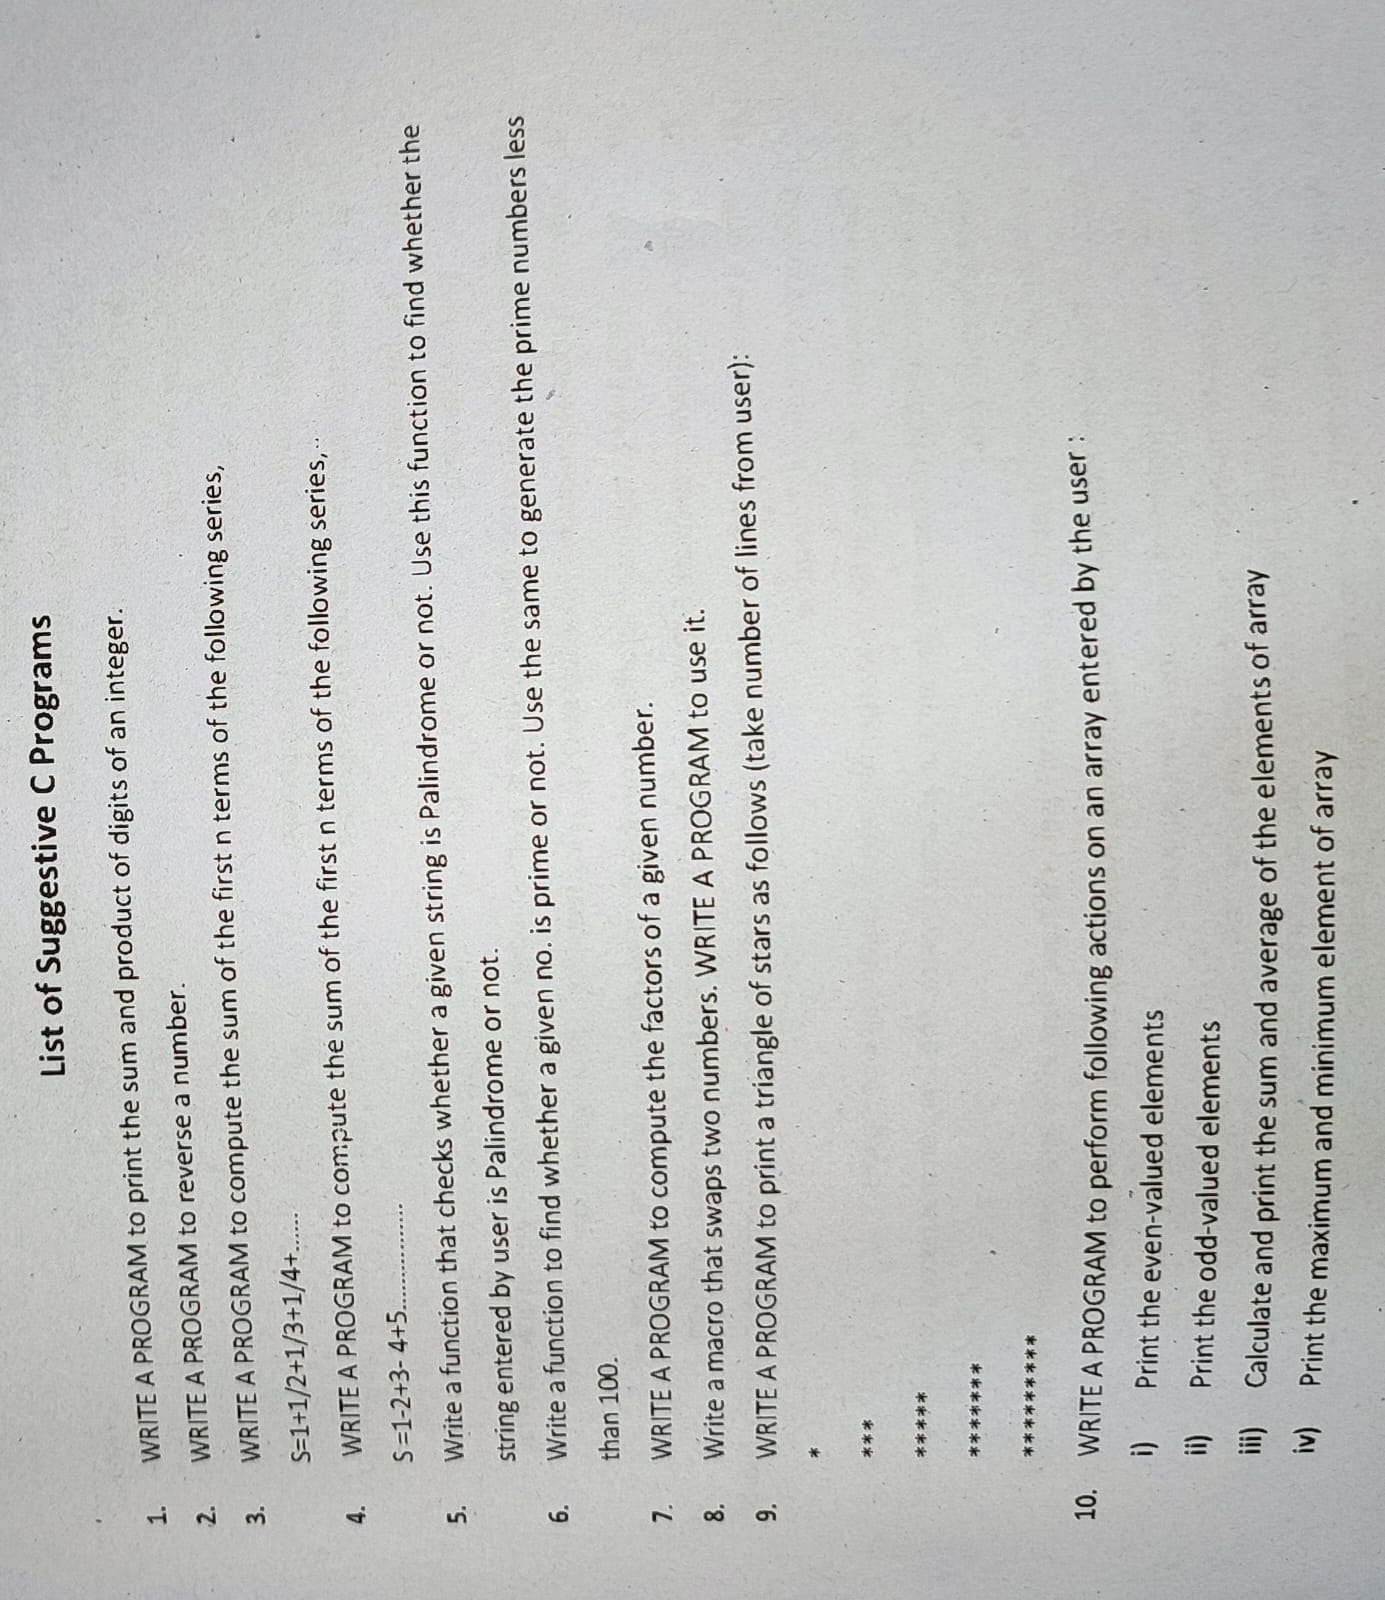 List of Suggestive C Programs
1. WRITE A PROGRAM to print the sum and product of digits of an integer.
2. WRITE A PROGRAM to reverse a number.
3. WRITE A PROGRAM to compute the sum of the first n terms of the following series,
S=1+1/2+1/3+1/4+......
4. WRITE A PROGRAM to compute the sum of the first n terms of the following series,..
S =1-2+3- 4+5................
5. Write a function that checks whether a given string is Palindrome or not. Use this function to find whether the
string entered by user is Palindrome or not.
6. Write a function to find whether a given no. is prime or not. Use the same to generate the prime numbers less
than 100.
7. WRITE A PROGRAM to compute the factors of a given number.
8. Write a macro that swaps two numbers. WRITE A PROGRAM to use it.
9. WRITE A PROGRAM to print a triangle of stars as follows (take number of lines from user):
*
***
*****
*******
*********
10. WRITE A PROGRAM to perform following actions on an array entered by the user :
i) Print the even-valued elements
ii) Print the odd-valued elements
iii) Calculate and print the sum and average of the elements of array
iv) Print the maximum and minimum element of array